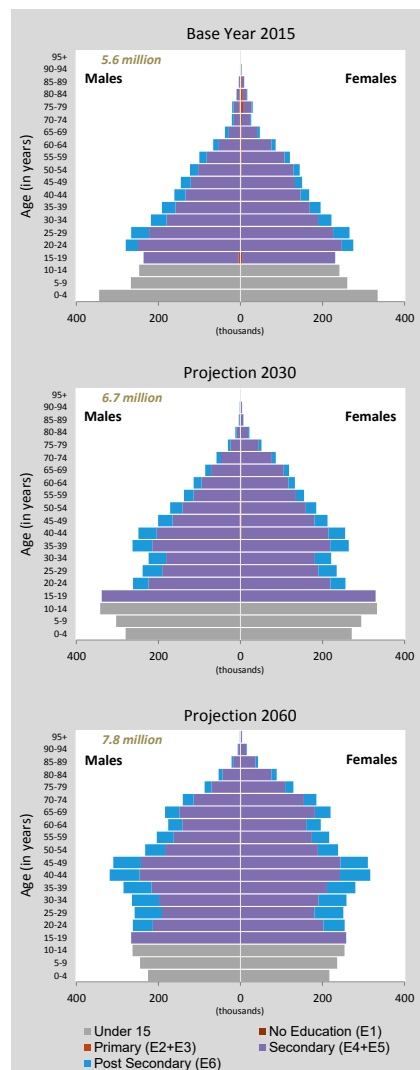 Base Year 2015
5.6 million
Males
Females
Age (in years)
95+
90-94
85-89
80-84
75-79
70-74
65-69
60-64
55-59
50-54
45-49
40-44
35-39
30-34
25-29
20-24
15-19
10-14
5-9
0-4
400 200 0 200 400
(thousands)
Projection 2030
6.7 million
Males
Females
Age (in years)
95+
90-94
85-89
80-84
75-79
70-74
65-69
60-64
55-59
50-54
45-49
40-44
35-39
30-34
25-29
20-24
15-19
10-14
5-9
0-4
400 200 0 200 400
(thousands)
Projection 2060
7.8 million
Males
Females
Age (in years)
95+
90-94
85-89
80-84
75-79
70-74
65-69
60-64
55-59
50-54
45-49
40-44
35-39
30-34
25-29
20-24
15-19
10-14
5-9
0-4
400 200 0 200 400
(thousands)
Under 15
No Education (E1)
Primary (E2+E3)
Secondary (E4+E5)
Post Secondary (E6)